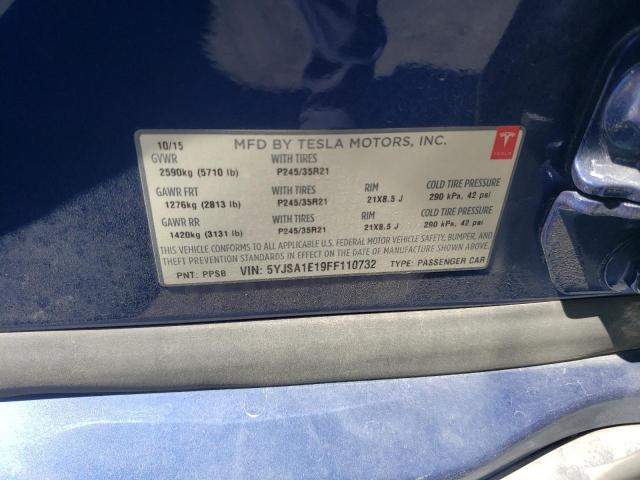 10/15 MFD BY TESLA MOTORS, INC.
TESLA
GVWR WITH TIRES
2590kg (5710 lb) P245/35R21
GAWR FRT WITH TIRES RIM COLD TIRE PRESSURE
1276kg (2813 lb) P245/35R21 21X8.5 J 290 kPa, 42 psi
GAWR RR WITH TIRES RIM COLD TIRE PRESSURE
1420kg (3131 lb) P245/35R21 21X8.5 J 290 kPa, 42 psi
THIS VEHICLE CONFORMS TO ALL APPLICABLE U.S. FEDERAL MOTOR VEHICLE SAFETY, BUMPER, AND
THEFT PREVENTION STANDARDS IN EFFECT ON THE DATE OF MANUFACTURE SHOWN ABOVE.
PNT: PPSB VIN: 5YJSA1E19FF110732 TYPE: PASSENGER CAR